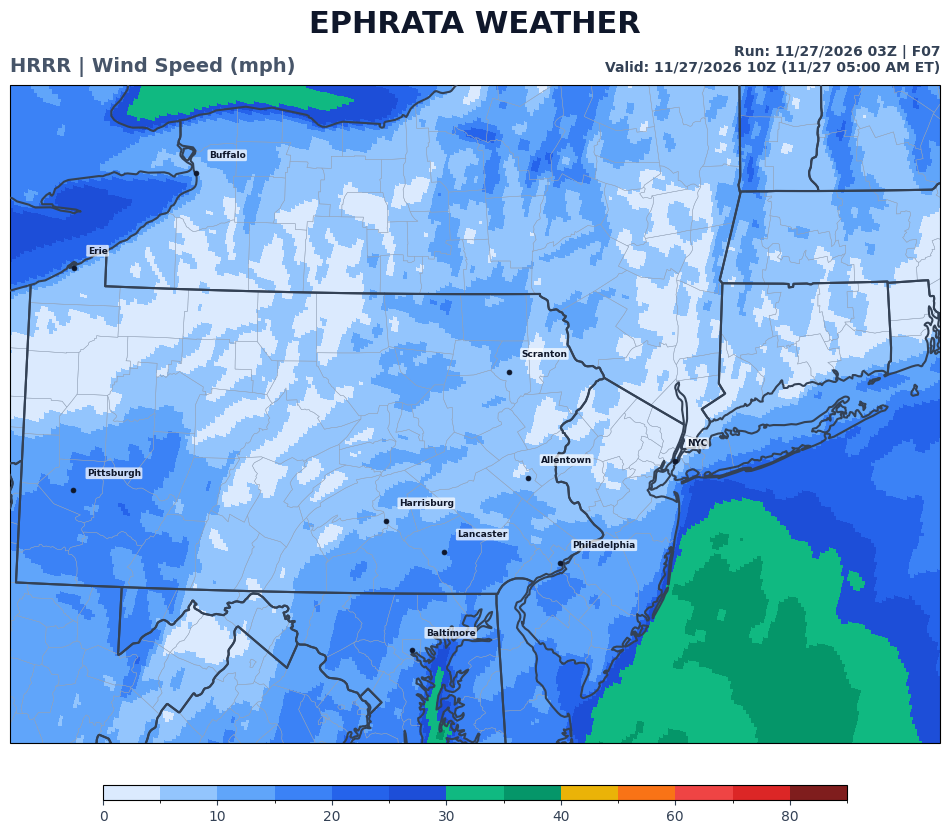 EPHRATA WEATHER
Run: 11/27/2026 03Z | F07
HRRR | Wind Speed (mph)
Valid: 11/27/2026 10Z (11/27 05:00 AM ET)
Buffalo
Erie
Scranton
NYC
Allentown
Pittsburgh
Harrisburg
Lancaster
Philadelphia
Baltimore
0 10 20 30 40 60 80